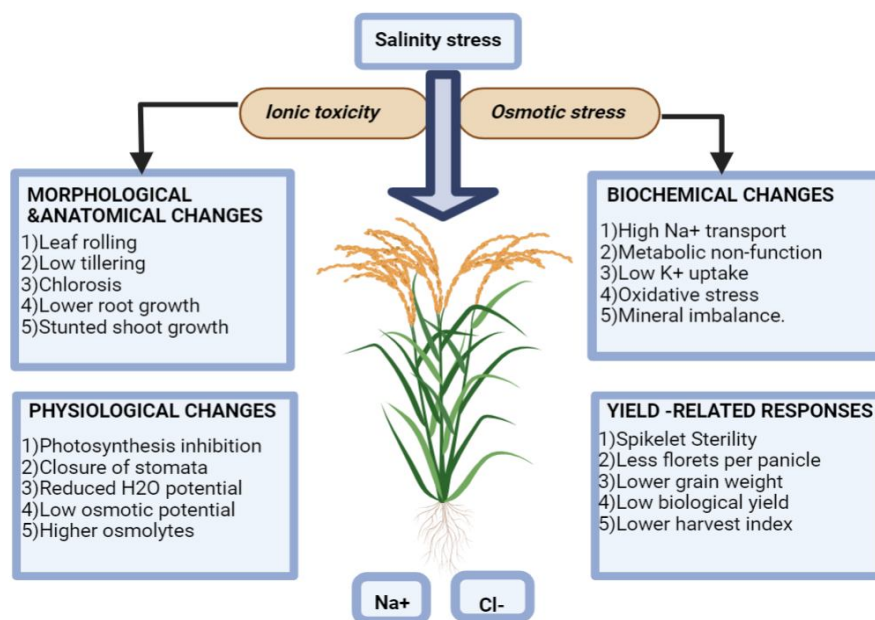 Salinity stress
Ionic toxicity
Osmotic stress
MORPHOLOGICAL
&ANATOMICAL CHANGES
1)Leaf rolling
2)Low tillering
3)Chlorosis
4)Lower root growth
5)Stunted shoot growth
BIOCHEMICAL CHANGES
1)High Na+ transport
2)Metabolic non-function
3)Low K+ uptake
4)Oxidative stress
5)Mineral imbalance.
PHYSIOLOGICAL CHANGES
1)Photosynthesis inhibition
2)Closure of stomata
3)Reduced H2O potential
4)Low osmotic potential
5)Higher osmolytes
YIELD -RELATED RESPONSES
1)Spikelet Sterility
2)Less florets per panicle
3)Lower grain weight
4)Low biological yield
5)Lower harvest index
Na+
Cl-